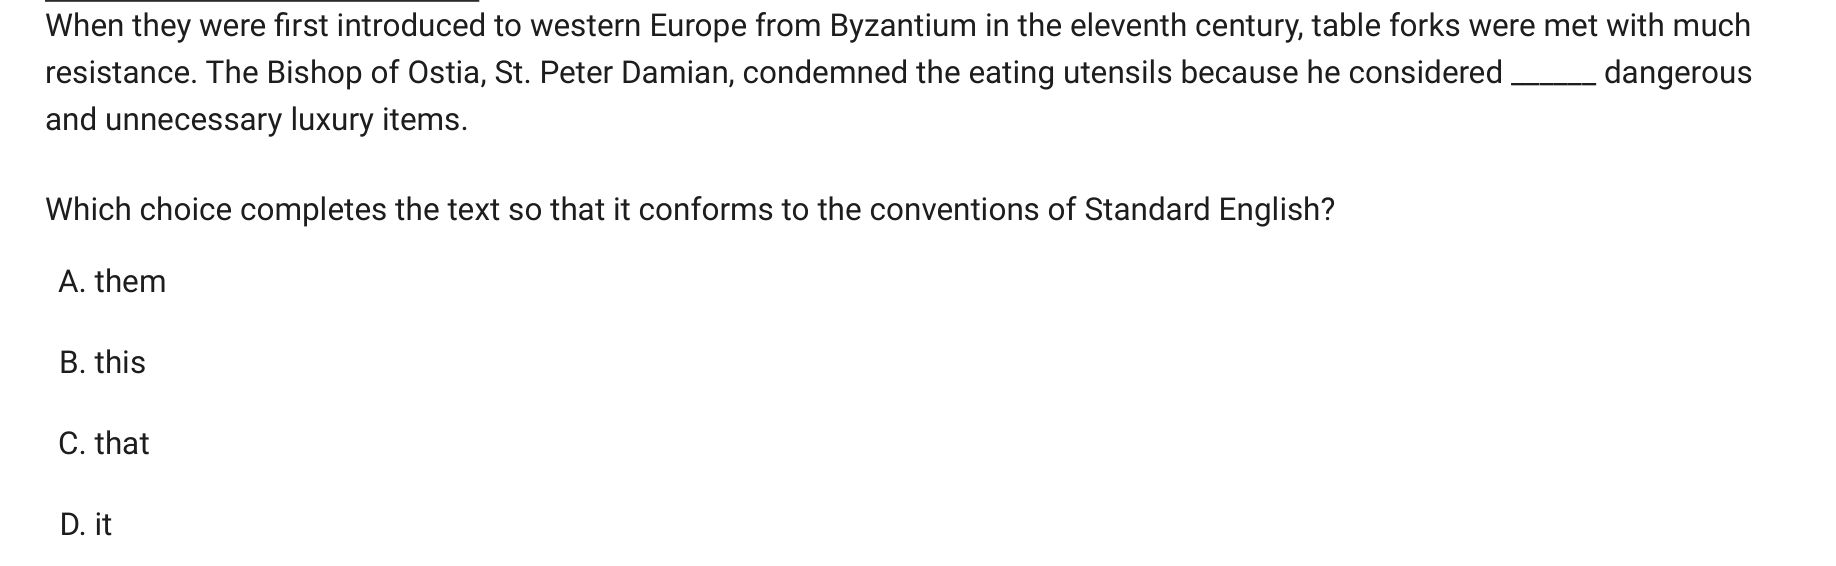 When they were first introduced to western Europe from Byzantium in the eleventh century, table forks were met with much
resistance. The Bishop of Ostia, St. Peter Damian, condemned the eating utensils because he considered ______ dangerous
and unnecessary luxury items.
Which choice completes the text so that it conforms to the conventions of Standard English?
A. them
B. this
C. that
D. it